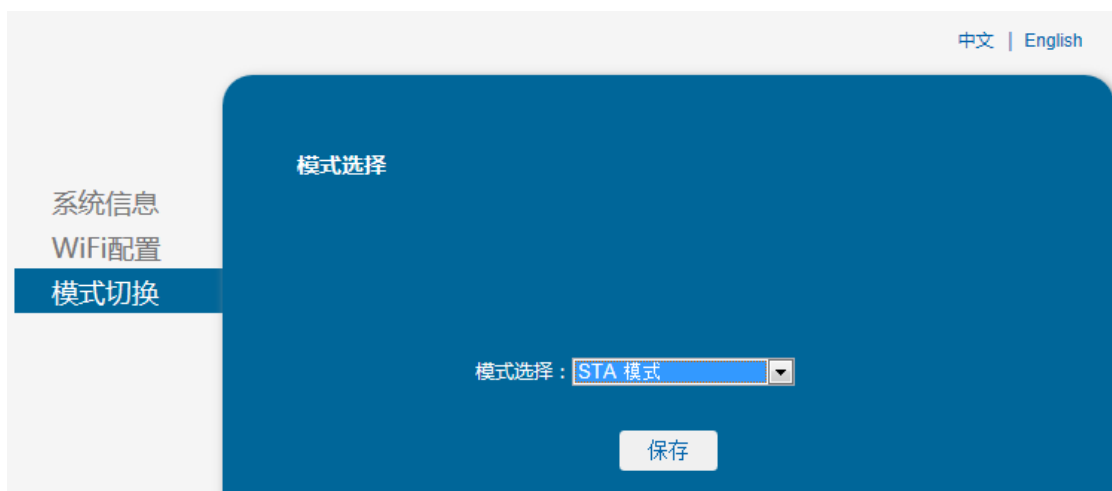 中文 | English
模式选择
系统信息
WiFi配置
模式切换
模式选择：STA 模式
保存